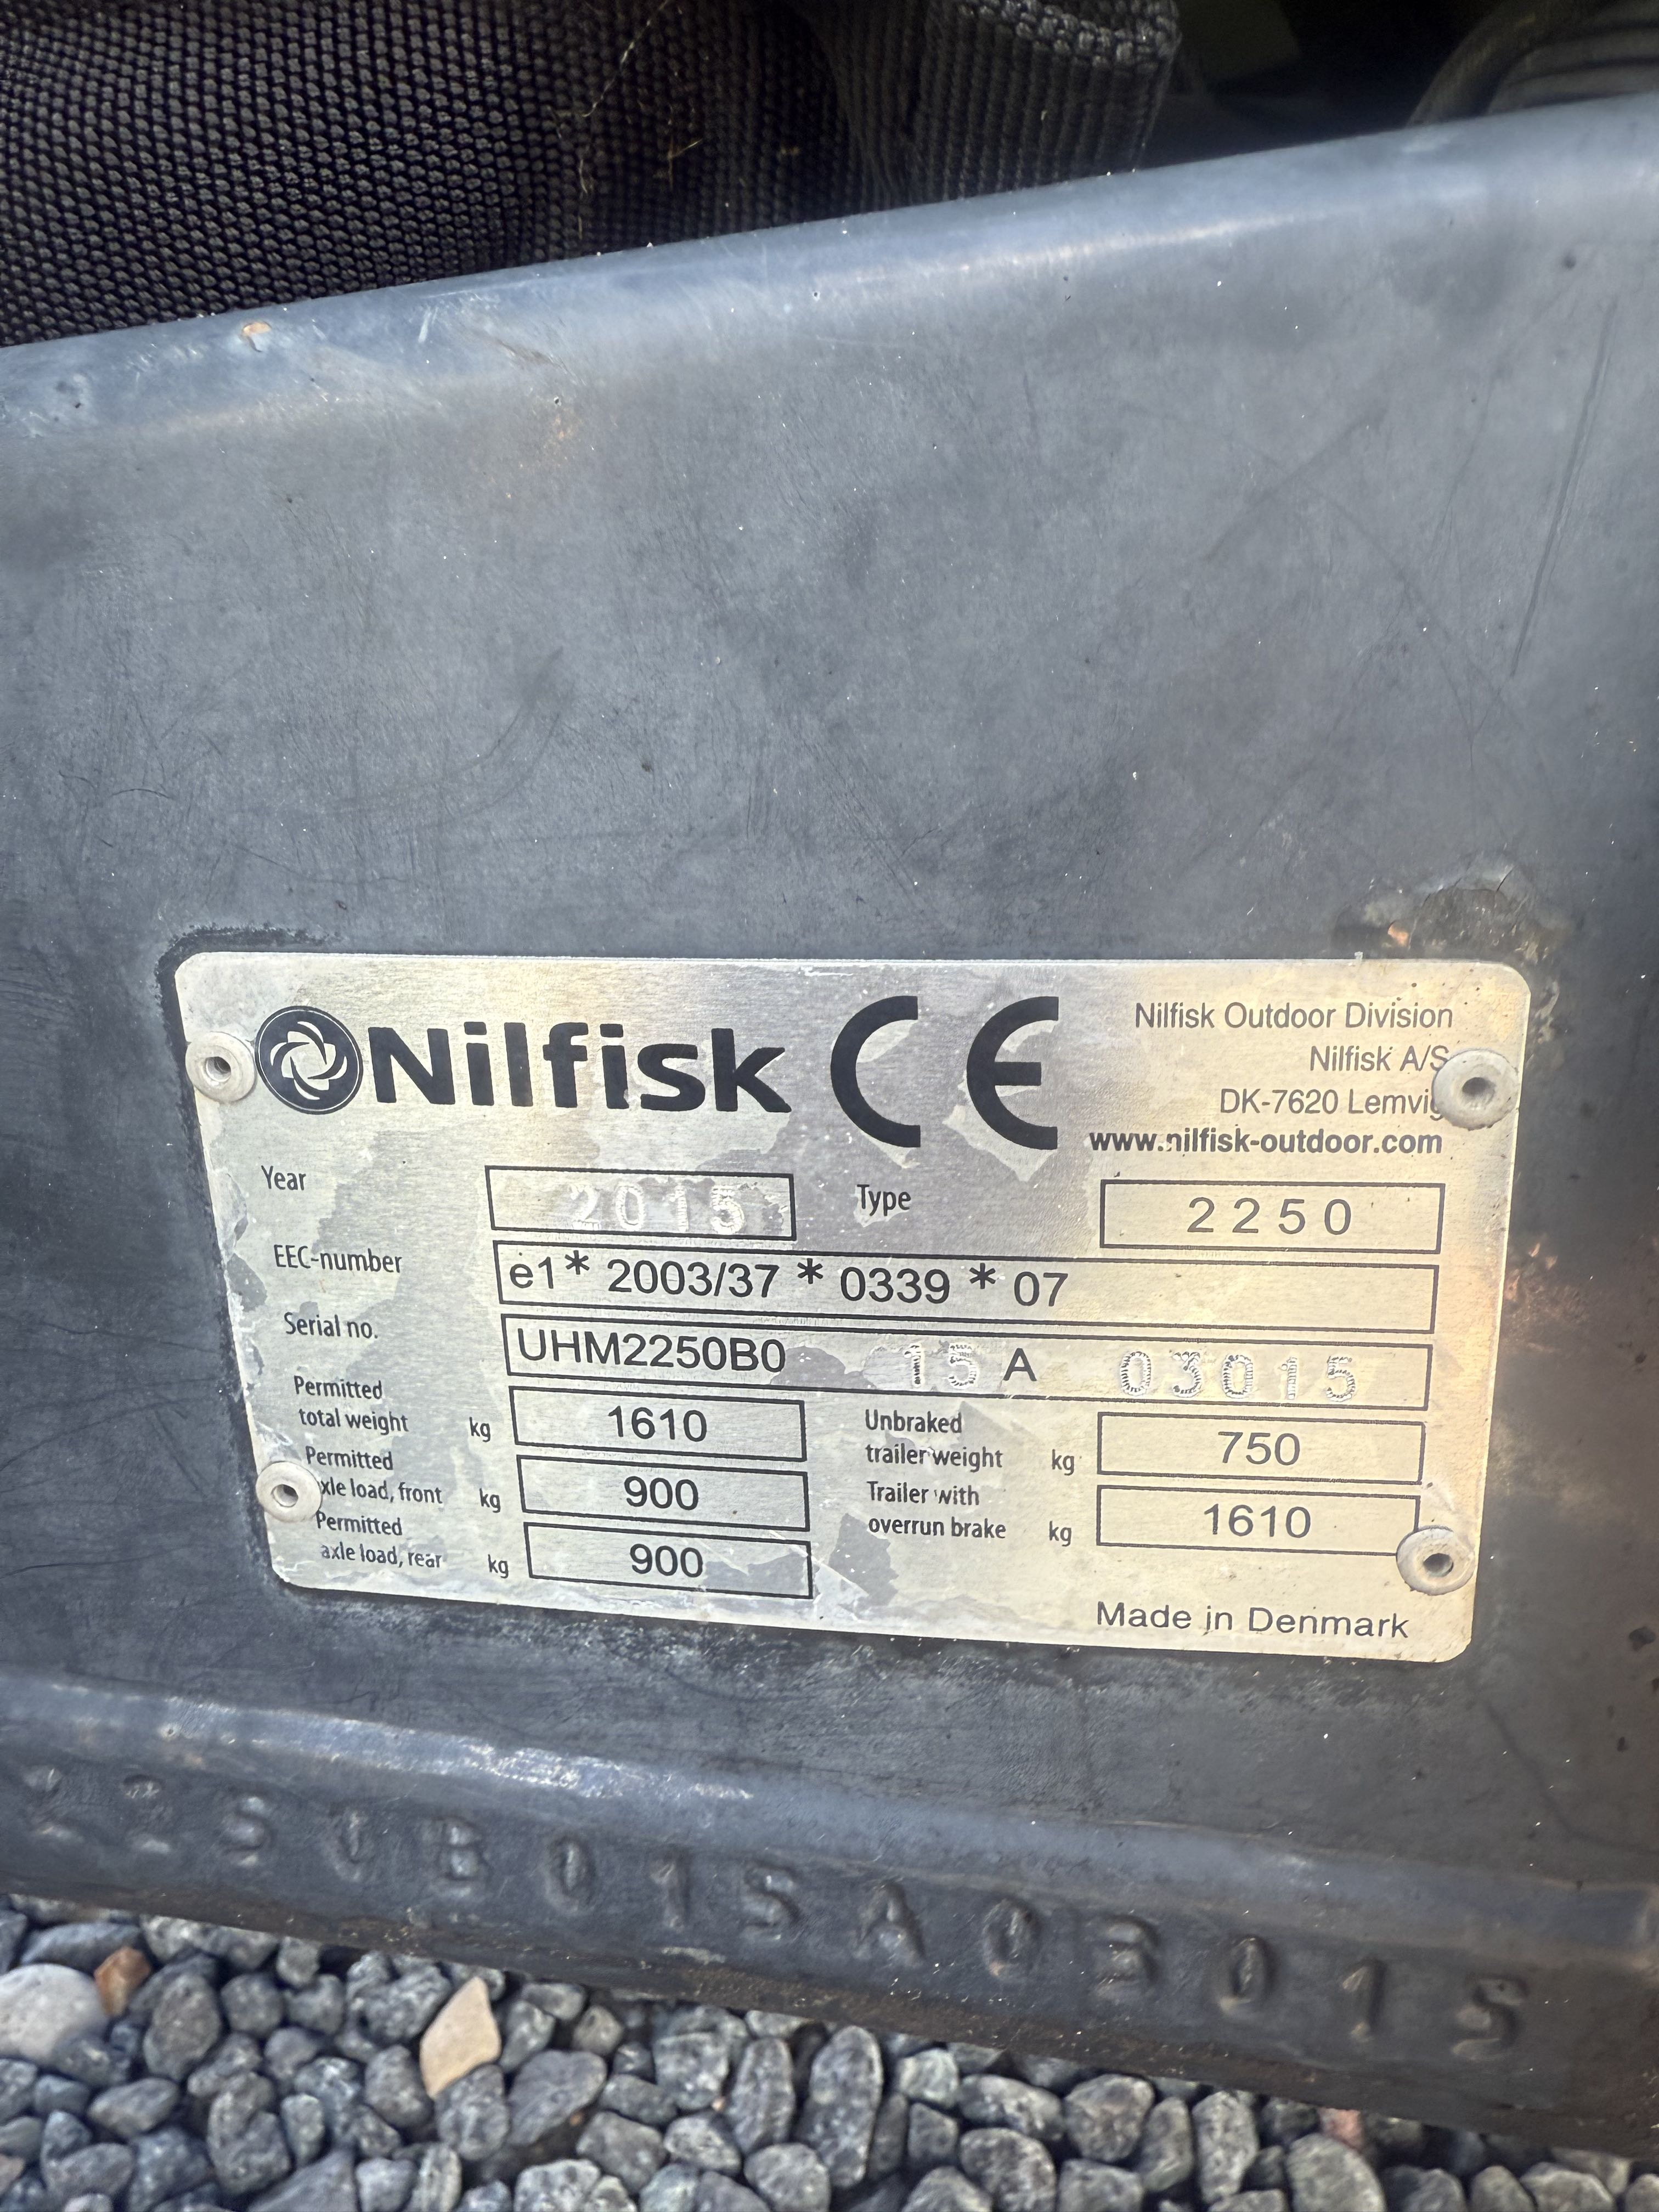 Nilfisk CE
Nilfisk Outdoor Division
Nilfisk A/S
DK-7620 Lemvig
www.nilfisk-outdoor.com
Year 2015 Type 2250
EEC-number e1* 2003/37 * 0339 * 07
Serial no. UHM2250B0 15 A 03015
Permitted
total weight kg 1610
Permitted
axle load, front kg 900
Permitted
axle load, rear kg 900
Unbraked
trailer weight kg 750
Trailer with
overrun brake kg 1610
Made in Denmark
2250B015A03015